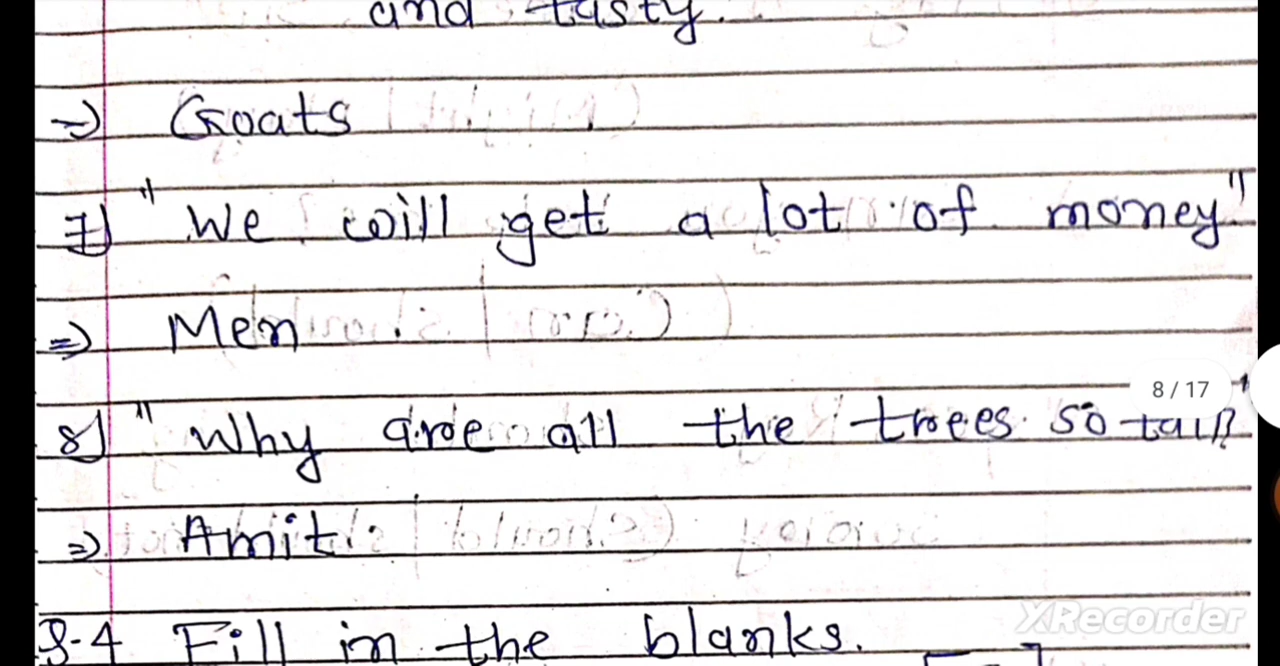 and tasty.
⇒ Goats
7) "We will get a lot of money"
⇒ Men
8) "Why are all the trees so tall?"
8 / 17
⇒ Amit
Q-4 Fill in the blanks.
XRecorder